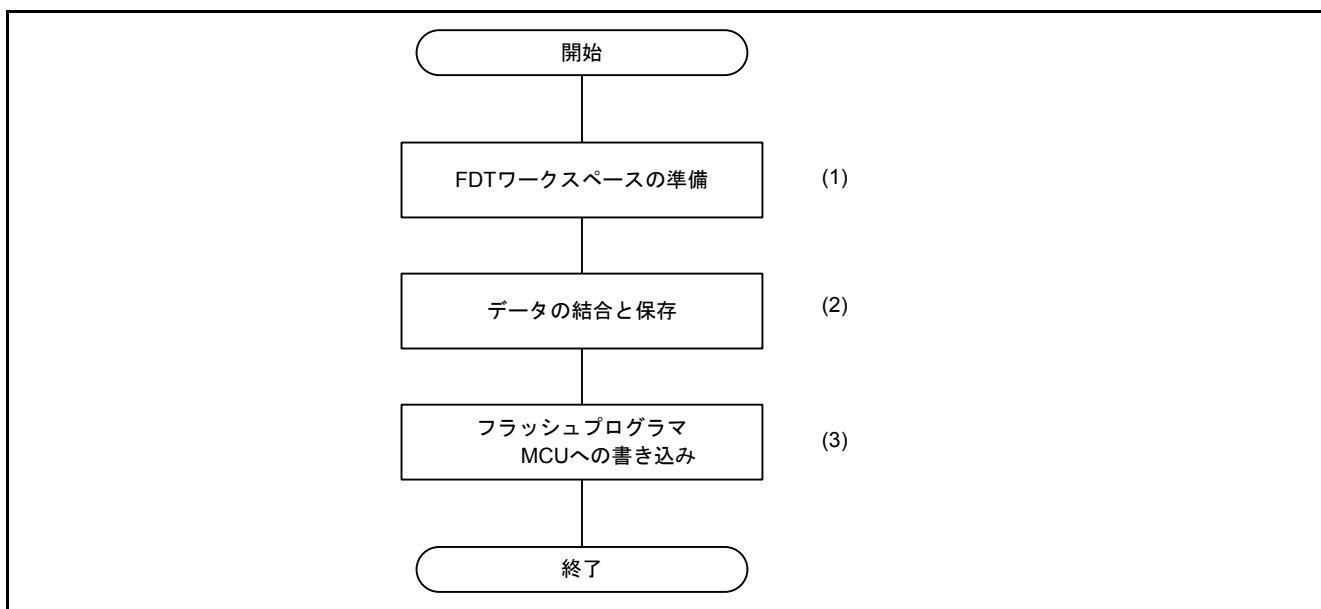 開始
FDTワークスペースの準備
(1)
データの結合と保存
(2)
フラッシュプログラマ
MCUへの書き込み
(3)
終了